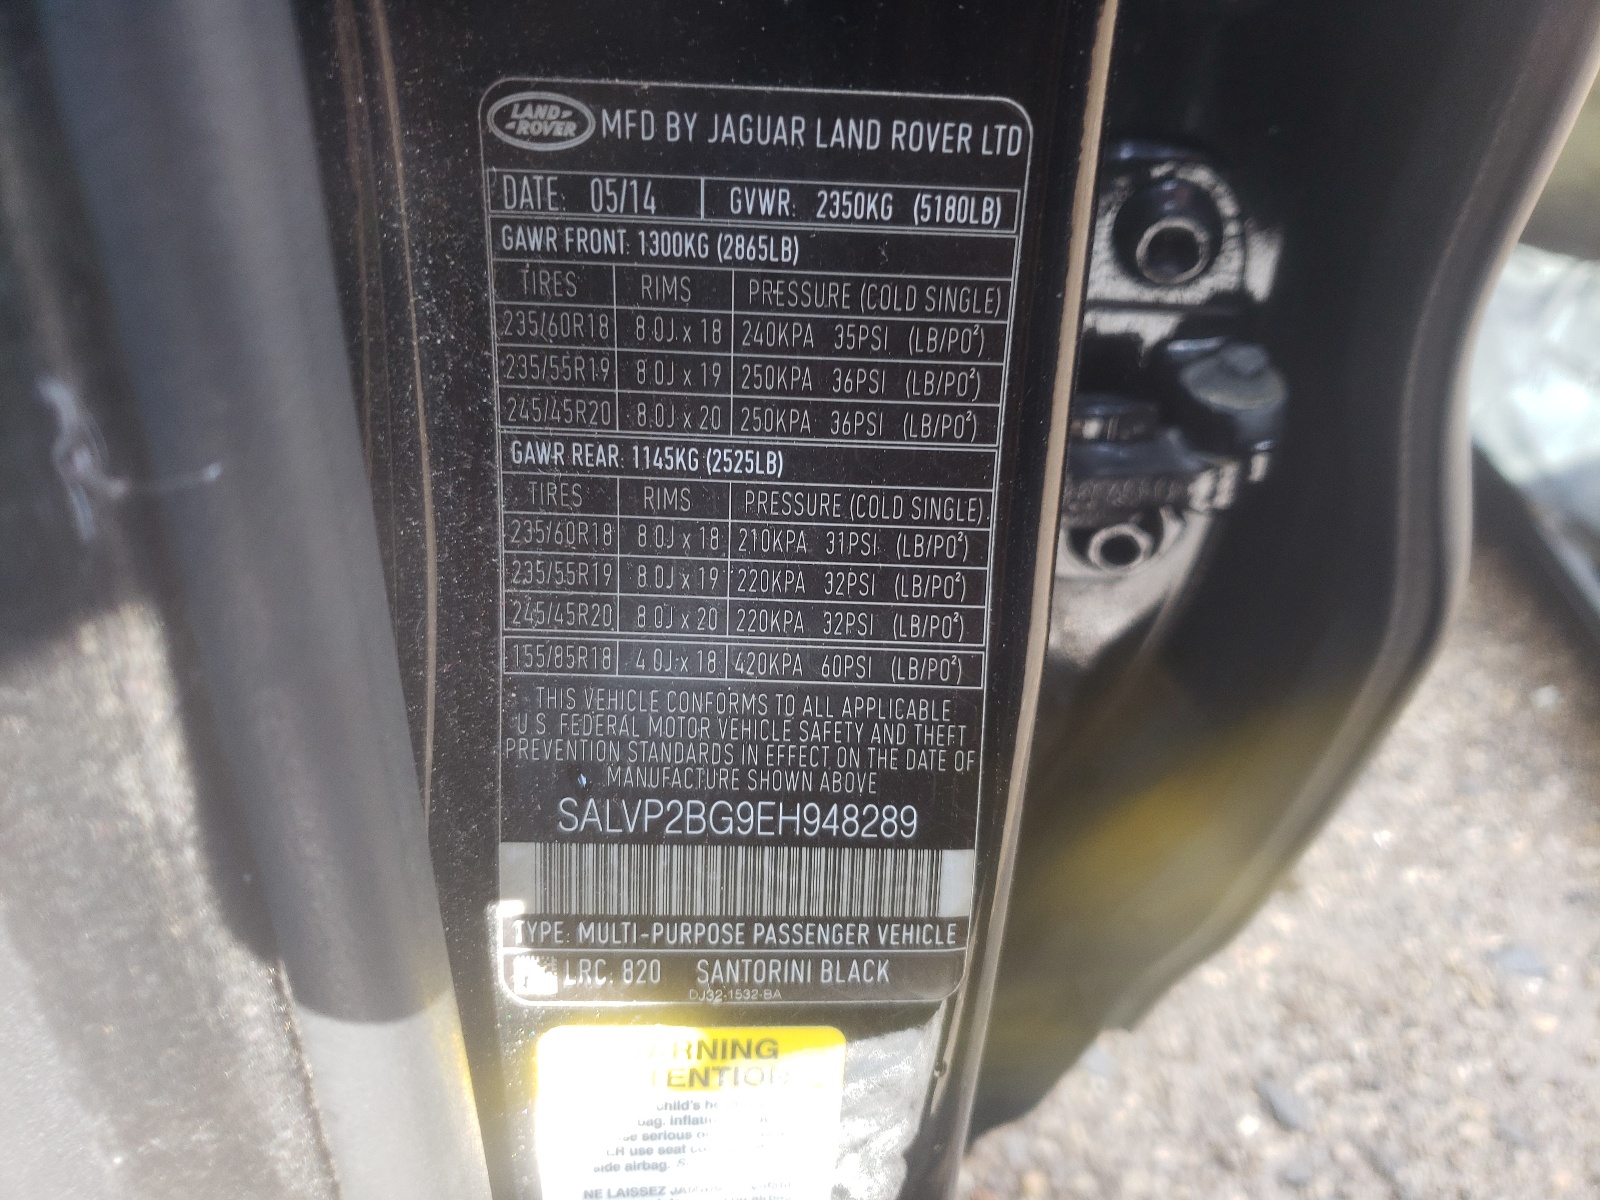 LAND ROVER MFD BY JAGUAR LAND ROVER LTD
DATE: 05/14 GVWR: 2350KG (5180LB)
GAWR FRONT: 1300KG (2865LB)
TIRES RIMS PRESSURE (COLD SINGLE)
235/60R18 8.0J x 18 240KPA 35PSI (LB/PO²)
235/55R19 8.0J x 19 250KPA 36PSI (LB/PO²)
245/45R20 8.0J x 20 250KPA 36PSI (LB/PO²)
GAWR REAR: 1145KG (2525LB)
TIRES RIMS PRESSURE (COLD SINGLE)
235/60R18 8.0J x 18 210KPA 31PSI (LB/PO²)
235/55R19 8.0J x 19 220KPA 32PSI (LB/PO²)
245/45R20 8.0J x 20 220KPA 32PSI (LB/PO²)
155/85R18 4.0J x 18 420KPA 60PSI (LB/PO²)
THIS VEHICLE CONFORMS TO ALL APPLICABLE
U.S. FEDERAL MOTOR VEHICLE SAFETY AND THEFT
PREVENTION STANDARDS IN EFFECT ON THE DATE OF
MANUFACTURE SHOWN ABOVE
SALVP2BG9EH948289
TYPE: MULTI-PURPOSE PASSENGER VEHICLE
LRC: 820 SANTORINI BLACK
DJ32-1532-BA
serious
use seat
airbag.
NE LAISSEZ